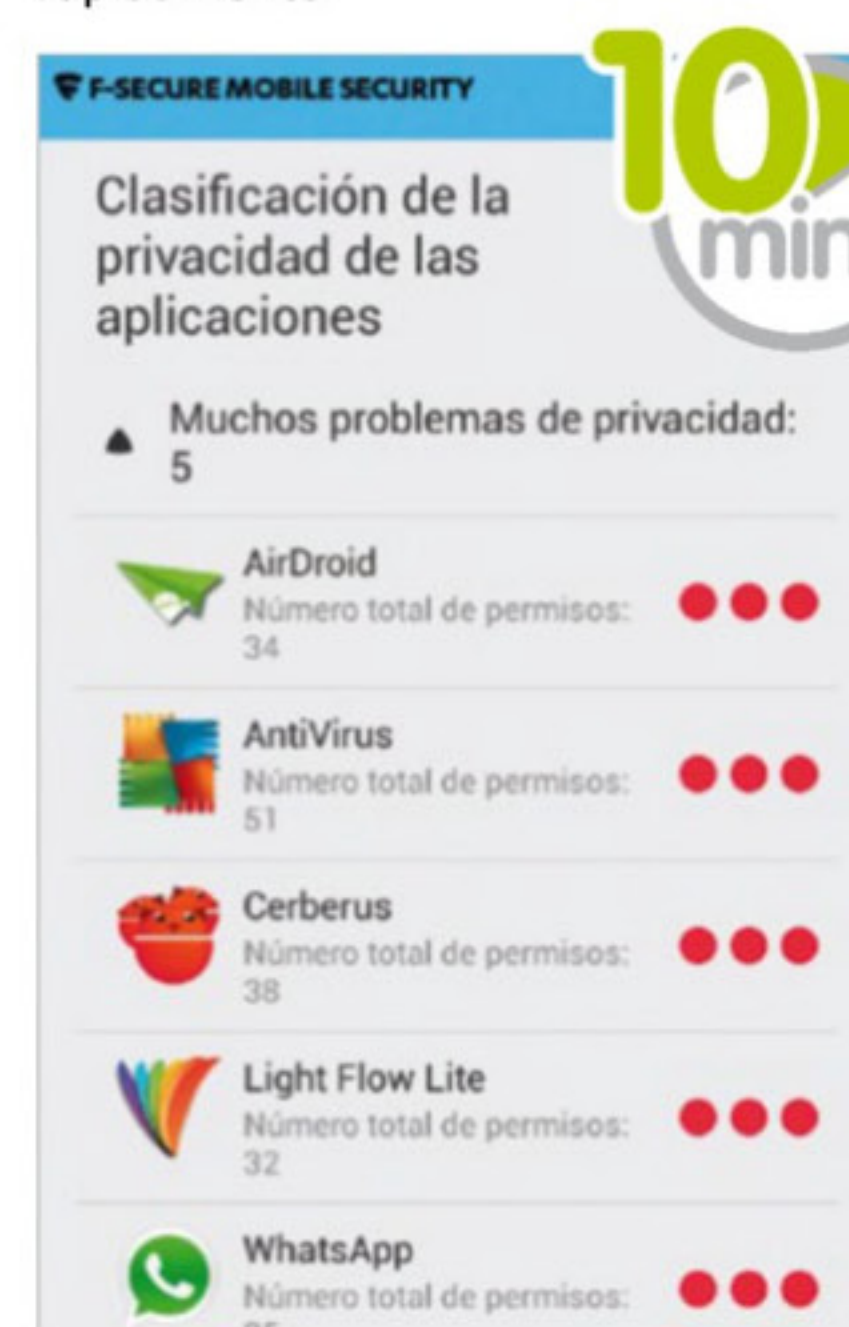 F-SECURE MOBILE SECURITY
10
min
Clasificación de la
privacidad de las
aplicaciones
Muchos problemas de privacidad:
5
AirDroid
Número total de permisos:
34
AntiVirus
Número total de permisos:
51
Cerberus
Número total de permisos:
38
Light Flow Lite
Número total de permisos:
32
WhatsApp
Número total de permisos: